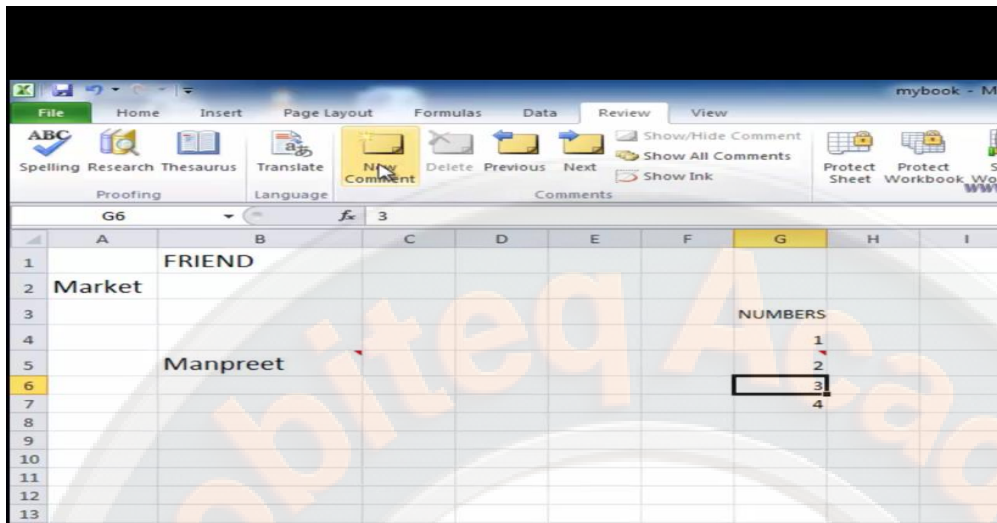 mybook - M
File Home Insert Page Layout Formulas Data Review View
ABC
Spelling Research Thesaurus Translate New Comment Delete Previous Next Show/Hide Comment Show All Comments Show Ink Protect Sheet Protect Workbook
Proofing Language Comments
G6 fx 3
A B C D E F G H I
1 FRIEND
2 Market
3 NUMBERS
4 1
5 Manpreet 2
6 3
7 4
8
9
10
11
12
13
obiteq Acad